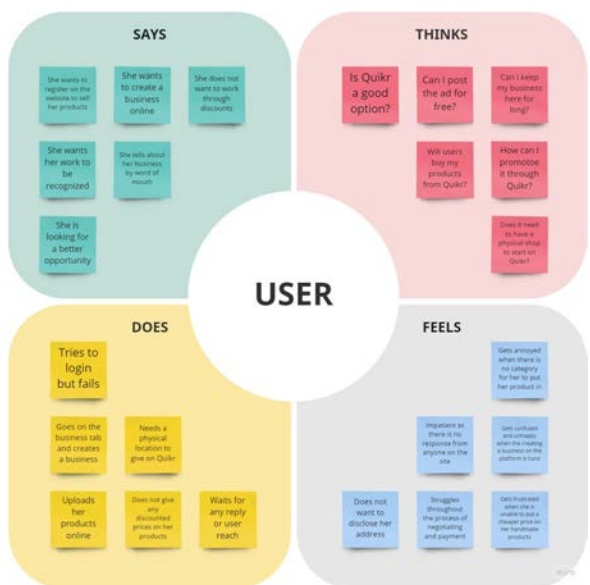 SAYS
She wants to
register on the
website to sell
her products
She wants
to create a
business
online
She does not
want to work
through
discounts
She wants
her work to
be
recognized
She tells about
her business
by word of
mouth
She is
looking for
a better
opportunity
THINKS
Is Quikr
a good
option?
Can I post
the ad for
free?
Can I keep
my business
here for
long?
Will users
buy my
products
from Quikr?
How can I
promotoe
it through
Quikr?
Does it need
to have a
physical shop
to start on
Quikr?
USER
DOES
Tries to
login
but fails
Goes on the
business tab
and creates
a business
Needs a
physical
location to
give on Quikr
Uploads
her
products
online
Does not give
any
discounted
prices on her
products
Waits for
any reply
or user
reach
FEELS
Gets annoyed
when there is
no category
for her to put
her product in
Impatient as
there is no
response from
anyone on the
site
Gets confused
and unhappy
when the creating
a business on the
platform is hard
Does not
want to
disclose her
address
Struggles
throughout
the process of
negotiating
and payment
Gets frustrated
when she is
unable to put a
cheaper price on
her handmade
products
miro